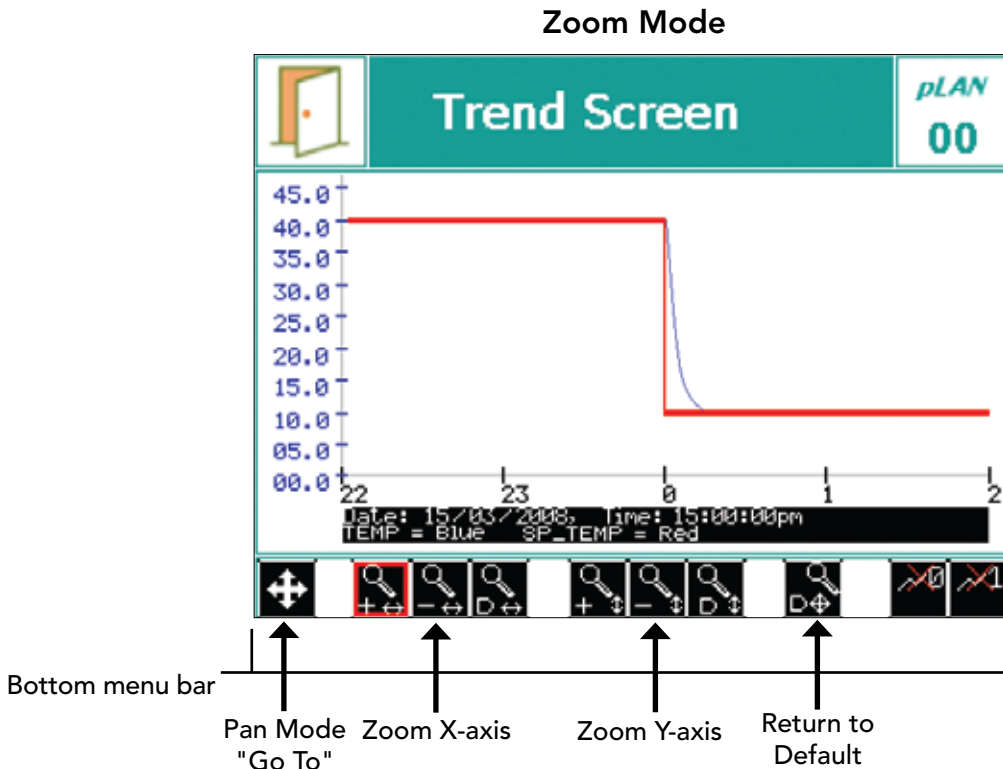 Zoom Mode
Trend Screen
pLAN
00
45.0
40.0
35.0
30.0
25.0
20.0
15.0
10.0
05.0
00.0
22 23 0 1 2
Date: 15/03/2008, Time: 15:00:00pm
TEMP = Blue SP_TEMP = Red
+ - D + - D D 0 1
Bottom menu bar
Pan Mode "Go To"
Zoom X-axis
Zoom Y-axis
Return to Default